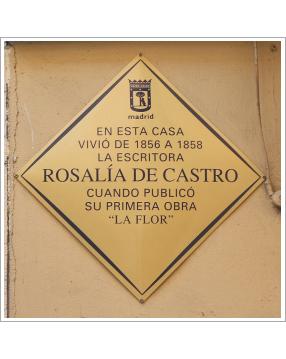 madrid
EN ESTA CASA
VIVIÓ DE 1856 A 1858
LA ESCRITORA
ROSALÍA DE CASTRO
CUANDO PUBLICÓ
SU PRIMERA OBRA
“LA FLOR”